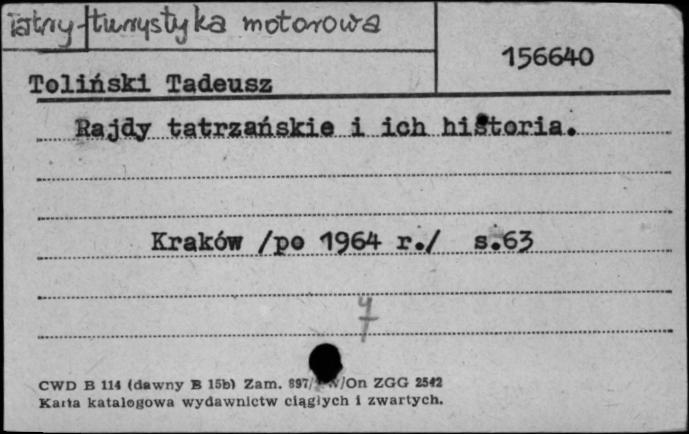 Tatry-turystyka motorowa
156640
Toliński Tadeusz
Rajdy tatrzańskie i ich historia.
Kraków /po 1964 r./ s.63
4
CWD B 114 (dawny B 15b) Zam. 897/ /On ZGG 2542
Karta katalogowa wydawnictw ciągłych i zwartych.